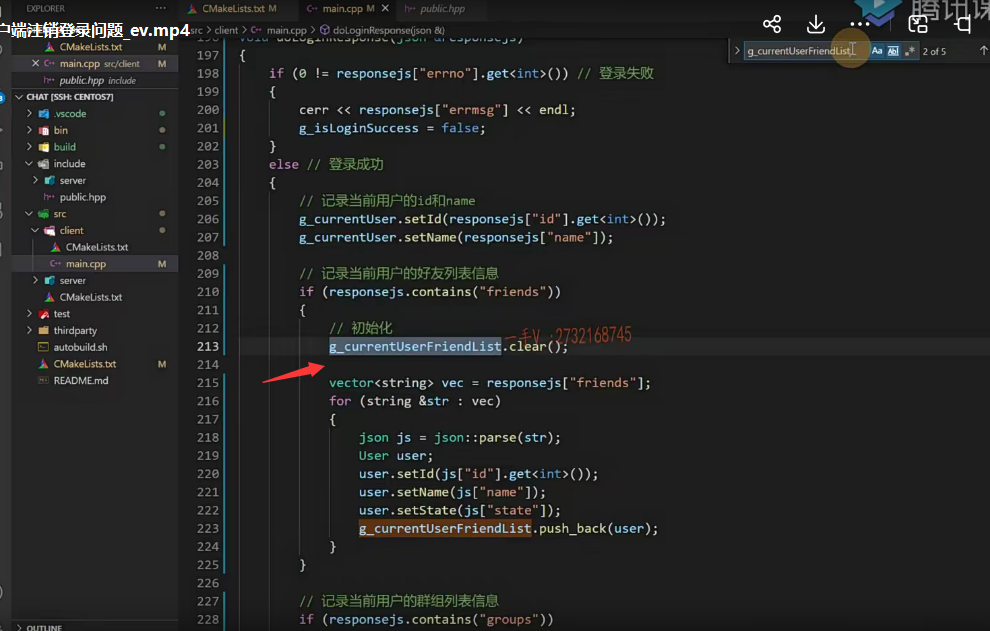 户端注销登录问题_ev.mp4
EXPLORER
CMakeLists.txt M
main.cpp src/client M
public.hpp include
CHAT [SSH: CENTOS7]
.vscode
bin
build
include
server
public.hpp
src
client
CMakeLists.txt
main.cpp M
server
CMakeLists.txt
test
thirdparty
autobuild.sh
CMakeLists.txt M
README.md
OUTLINE
CMakeLists.txt M
main.cpp M
public.hpp
src > client > main.cpp > doLoginResponse(json &)
g_currentUserFriendList
Aa
2 of 5
腾讯课
196 void doLoginResponse(json &responsejs)
197 {
198 if (0 != responsejs["errno"].get<int>()) // 登录失败
199 {
200 cerr << responsejs["errmsg"] << endl;
201 g_isLoginSuccess = false;
202 }
203 else // 登录成功
204 {
205 // 记录当前用户的id和name
206 g_currentUser.setId(responsejs["id"].get<int>());
207 g_currentUser.setName(responsejs["name"]);
208
209 // 记录当前用户的好友列表信息
210 if (responsejs.contains("friends"))
211 {
212 // 初始化
213 g_currentUserFriendList.clear();
一手V :2732168745
214
215 vector<string> vec = responsejs["friends"];
216 for (string &str : vec)
217 {
218 json js = json::parse(str);
219 User user;
220 user.setId(js["id"].get<int>());
221 user.setName(js["name"]);
222 user.setState(js["state"]);
223 g_currentUserFriendList.push_back(user);
224 }
225 }
226
227 // 记录当前用户的群组列表信息
228 if (responsejs.contains("groups"))